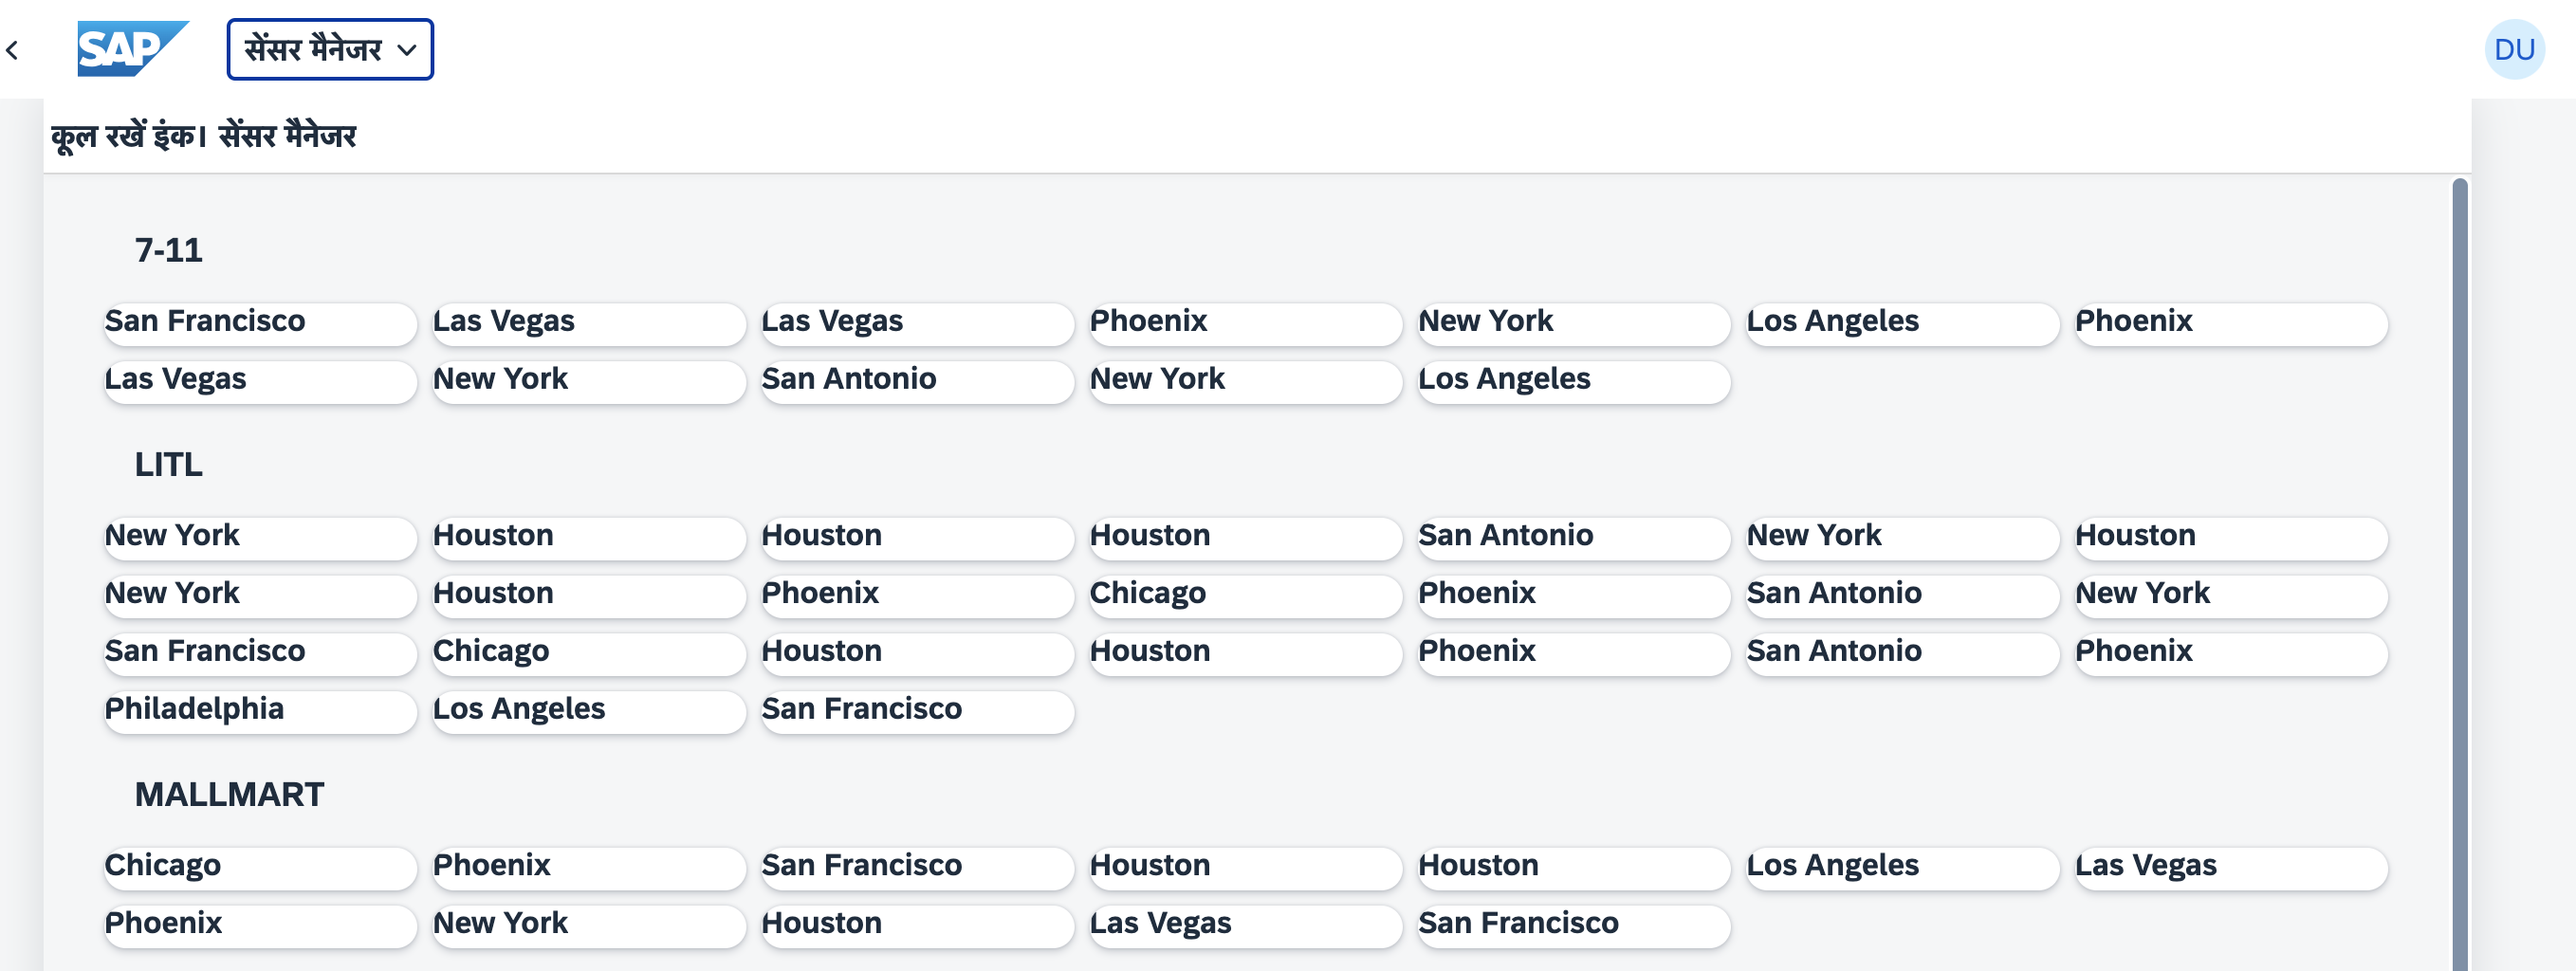 SAP सेंसर मैनेजर DU
कूल रखें इंक। सेंसर मैनेजर
7-11
San Francisco Las Vegas Las Vegas Phoenix New York Los Angeles Phoenix
Las Vegas New York San Antonio New York Los Angeles
LITL
New York Houston Houston Houston San Antonio New York Houston
New York Houston Phoenix Chicago Phoenix San Antonio New York
San Francisco Chicago Houston Houston Phoenix San Antonio Phoenix
Philadelphia Los Angeles San Francisco
MALLMART
Chicago Phoenix San Francisco Houston Houston Los Angeles Las Vegas
Phoenix New York Houston Las Vegas San Francisco